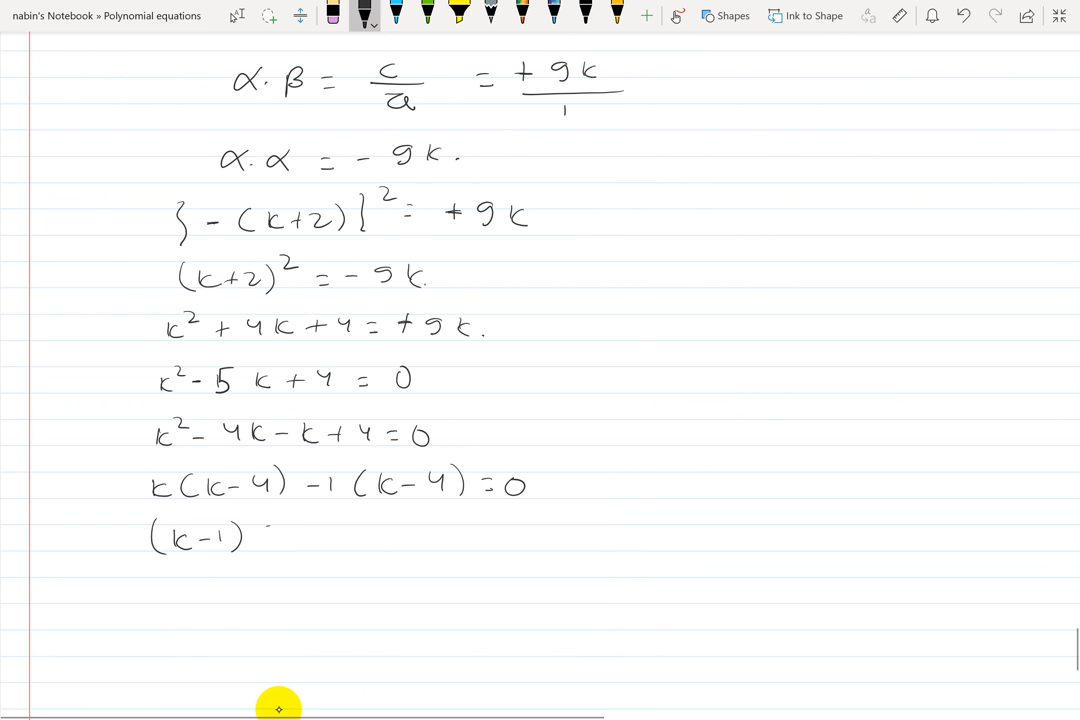 nabin's Notebook » Polynomial equations
Shapes
Ink to Shape
α. β = c/a = + 9k/1
α. α = - 9k.
} - (k+2)}² = + 9k
(k+2)² = - 9k.
k² + 4k + 4 = + 9k.
k² - 5k + 4 = 0
k² - 4k - k + 4 = 0
k(k-4) -1 (k-4) = 0
(k-1)